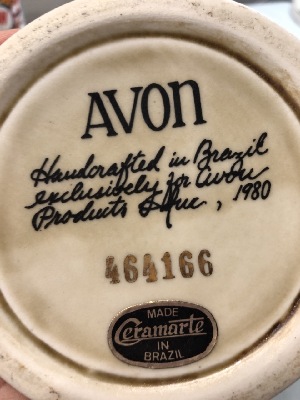 AVON
Handcrafted in Brazil
exclusively for Avon
Products Inc, 1980
464166
MADE
Ceramarte
IN
BRAZIL